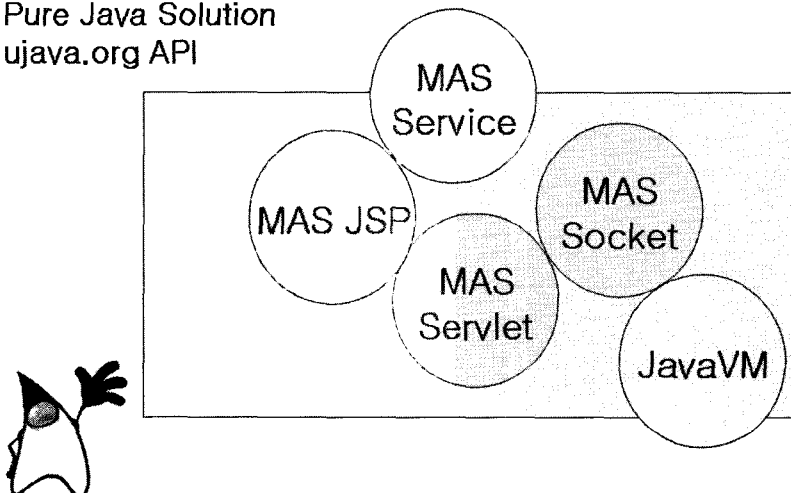 Pure Java Solution
ujava.org API
MAS
Service
MAS JSP
MAS
Socket
MAS
Servlet
JavaVM